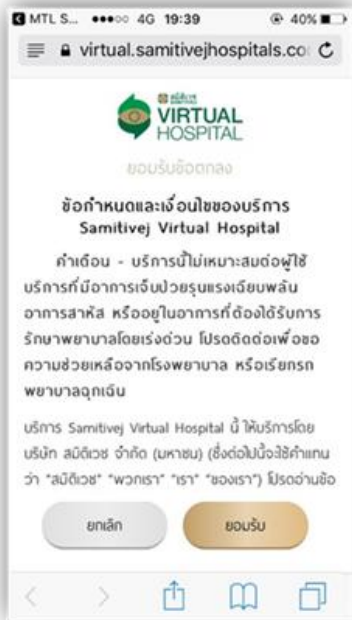 MTL S... 4G 19:39 40%
virtual.samitivejhospitals.co
สมิติเวช
SAMITIVEJ
VIRTUAL
HOSPITAL
ยอมรับข้อตกลง
ข้อกำหนดและเงื่อนไขของบริการ
Samitivej Virtual Hospital
คำเตือน - บริการนี้ไม่เหมาะสมต่อผู้ใช้
บริการที่มีอาการเจ็บป่วยรุนแรงเฉียบพลัน
อาการสาหัส หรืออยู่ในอาการที่ต้องได้รับการ
รักษาพยาบาลโดยเร่งด่วน โปรดติดต่อเพื่อขอ
ความช่วยเหลือจากโรงพยาบาล หรือเรียกรถ
พยาบาลฉุกเฉิน
บริการ Samitivej Virtual Hospital นี้ ให้บริการโดย
บริษัท สมิติเวช จำกัด (มหาชน) (ซึ่งต่อไปนี้จะใช้คำแทน
ว่า "สมิติเวช" "พวกเรา" "เรา" "ของเรา") โปรดอ่านข้อ
ยกเลิก ยอมรับ